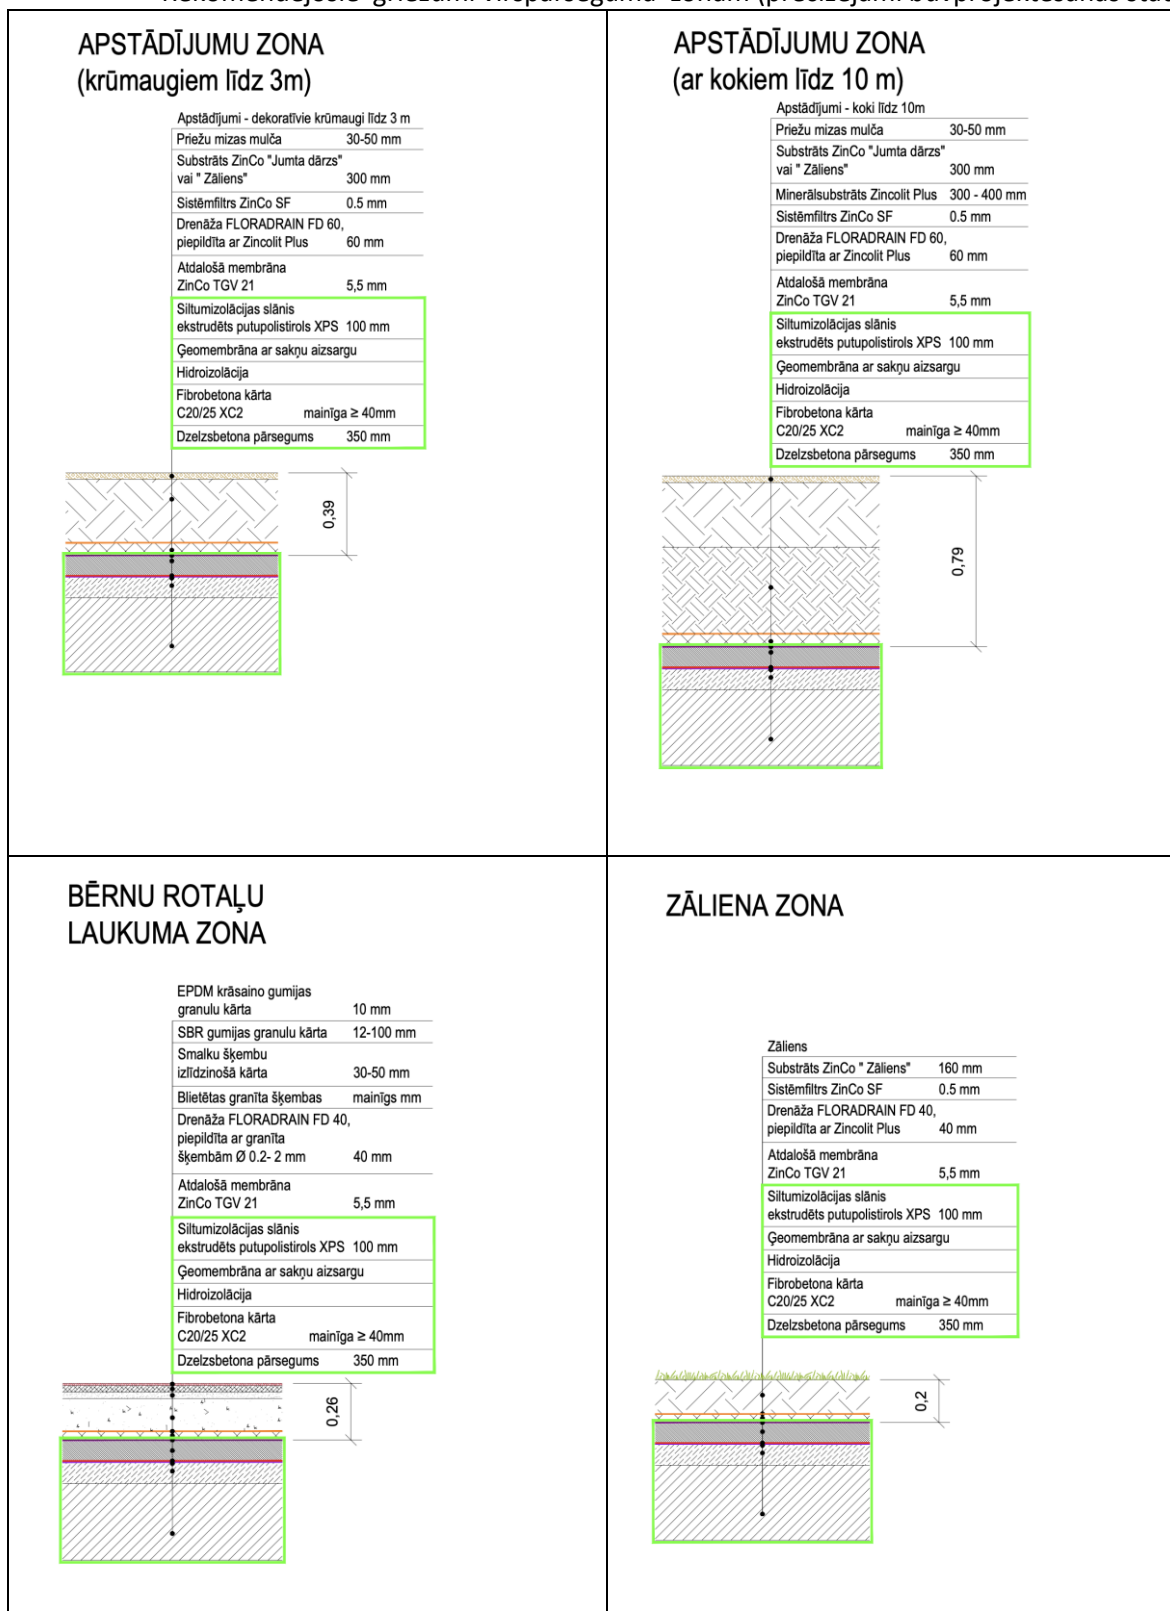 Rekomendējošie griezumi virspārseguma zonām (precizējami būvprojektēšanas
APSTĀDĪJUMU ZONA
(krūmaugiem līdz 3m)
Apstādījumi - dekoratīvie krūmaugi līdz 3 m
Priežu mizas mulča 30-50 mm
Substrāts ZinCo "Jumta dārzs"
vai " Zāliens" 300 mm
Sistēmfiltrs ZinCo SF 0.5 mm
Drenāža FLORADRAIN FD 60,
piepildīta ar Zincolit Plus 60 mm
Atdalošā membrāna
ZinCo TGV 21 5,5 mm
Siltumizolācijas slānis
ekstrudēts putupolistirols XPS 100 mm
Ģeomembrāna ar sakņu aizsargu
Hidroizolācija
Fibrobetona kārta
C20/25 XC2 mainīga ≥ 40mm
Dzelzsbetona pārsegums 350 mm
0,39
APSTĀDĪJUMU ZONA
(ar kokiem līdz 10 m)
Apstādījumi - koki līdz 10m
Priežu mizas mulča 30-50 mm
Substrāts ZinCo "Jumta dārzs"
vai " Zāliens" 300 mm
Minerālsubstrāts Zincolit Plus 300 - 400 mm
Sistēmfiltrs ZinCo SF 0.5 mm
Drenāža FLORADRAIN FD 60,
piepildīta ar Zincolit Plus 60 mm
Atdalošā membrāna
ZinCo TGV 21 5,5 mm
Siltumizolācijas slānis
ekstrudēts putupolistirols XPS 100 mm
Ģeomembrāna ar sakņu aizsargu
Hidroizolācija
Fibrobetona kārta
C20/25 XC2 mainīga ≥ 40mm
Dzelzsbetona pārsegums 350 mm
0,79
BĒRNU ROTAĻU
LAUKUMA ZONA
EPDM krāsaino gumijas
granulu kārta 10 mm
SBR gumijas granulu kārta 12-100 mm
Smalku šķembu
izlīdzinošā kārta 30-50 mm
Blietētas granīta šķembas mainīgs mm
Drenāža FLORADRAIN FD 40,
piepildīta ar granīta
šķembām Ø 0.2- 2 mm 40 mm
Atdalošā membrāna
ZinCo TGV 21 5,5 mm
Siltumizolācijas slānis
ekstrudēts putupolistirols XPS 100 mm
Ģeomembrāna ar sakņu aizsargu
Hidroizolācija
Fibrobetona kārta
C20/25 XC2 mainīga ≥ 40mm
Dzelzsbetona pārsegums 350 mm
0,26
ZĀLIENA ZONA
Zāliens
Substrāts ZinCo " Zāliens" 160 mm
Sistēmfiltrs ZinCo SF 0.5 mm
Drenāža FLORADRAIN FD 40,
piepildīta ar Zincolit Plus 40 mm
Atdalošā membrāna
ZinCo TGV 21 5,5 mm
Siltumizolācijas slānis
ekstrudēts putupolistirols XPS 100 mm
Ģeomembrāna ar sakņu aizsargu
Hidroizolācija
Fibrobetona kārta
C20/25 XC2 mainīga ≥ 40mm
Dzelzsbetona pārsegums 350 mm
0,2